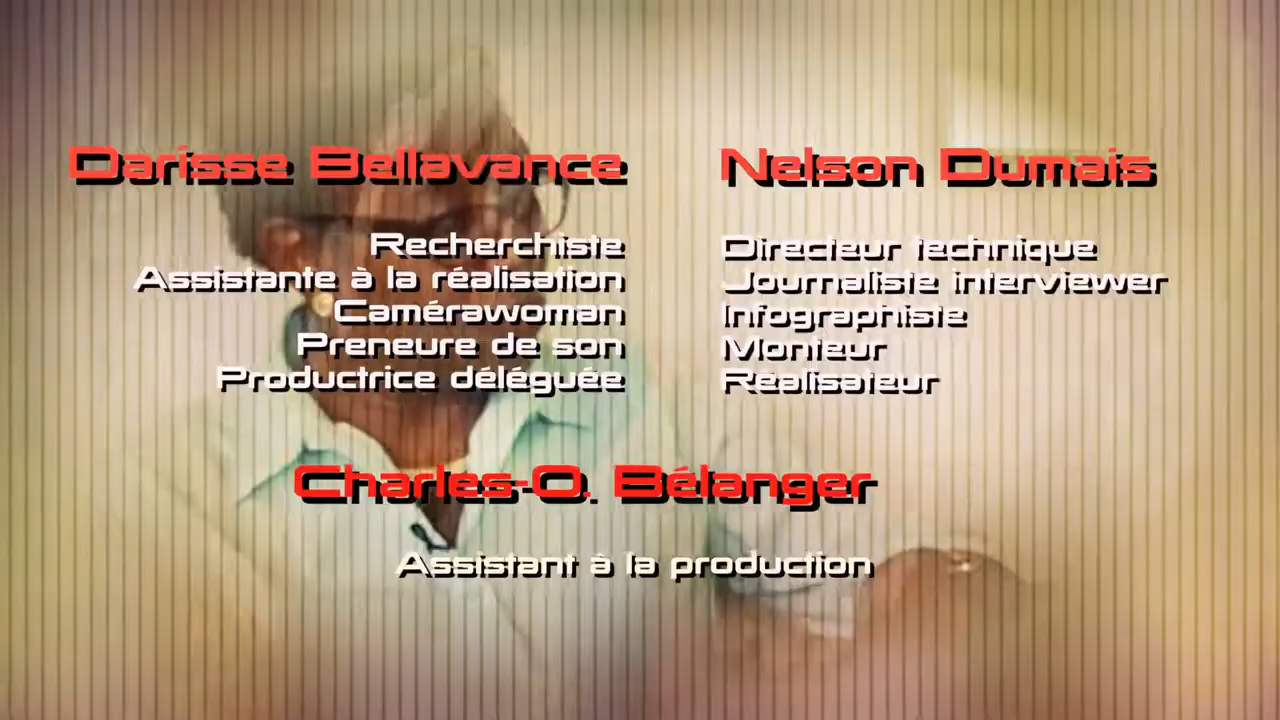 Darisse Bellavance
Recherchiste
Assistante à la réalisation
Camérawoman
Preneure de son
Productrice déléguée
Nelson Dumais
Directeur technique
Journaliste interviewer
Infographiste
Monteur
Réalisateur
Charles-O. Bélanger
Assistant à la production